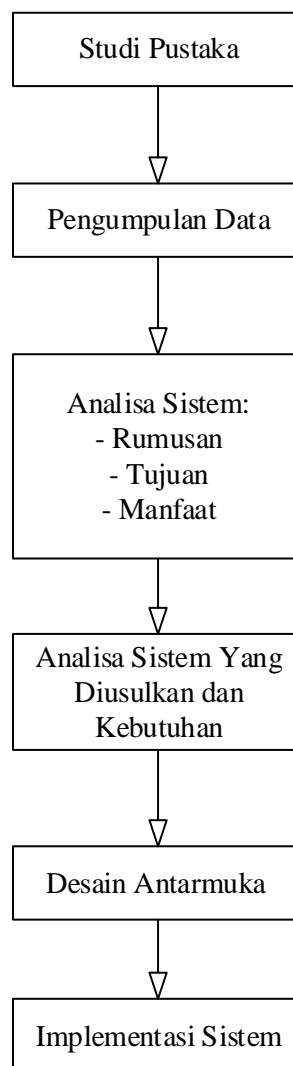 Studi Pustaka
Pengumpulan Data
Analisa Sistem:
- Rumusan
- Tujuan
- Manfaat
Analisa Sistem Yang
Diusulkan dan
Kebutuhan
Desain Antarmuka
Implementasi Sistem